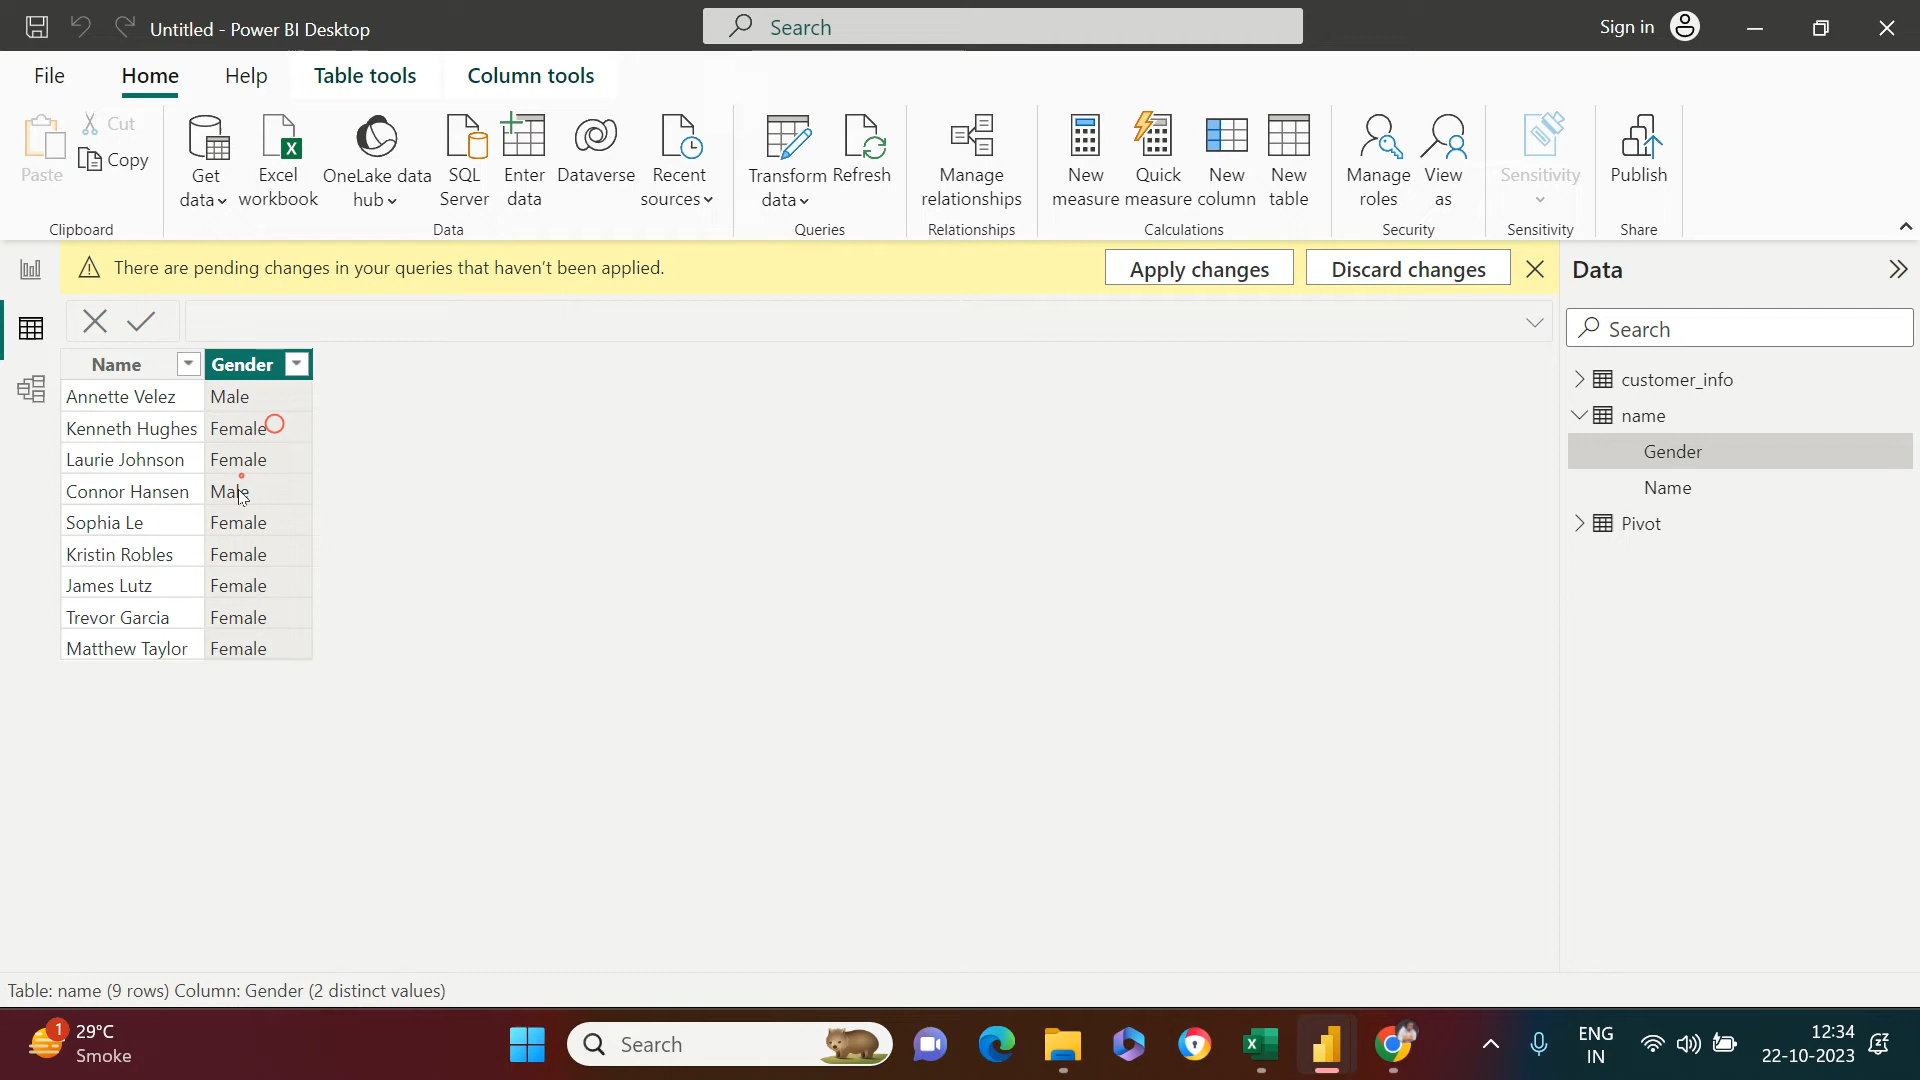 Untitled - Power BI Desktop
Search
Sign in
File
Home
Help
Table tools
Column tools
Paste
Cut
Copy
Clipboard
Get data
Excel workbook
OneLake data hub
SQL Server
Enter data
Dataverse
Recent sources
Data
Transform data
Refresh
Queries
Manage relationships
Relationships
New measure
Quick measure
New column
New table
Calculations
Manage roles
View as
Security
Sensitivity
Sensitivity
Publish
Share
There are pending changes in your queries that haven't been applied.
Apply changes
Discard changes
Name Gender
Annette Velez Male
Kenneth Hughes Female
Laurie Johnson Female
Connor Hansen Male
Sophia Le Female
Kristin Robles Female
James Lutz Female
Trevor Garcia Female
Matthew Taylor Female
Data
Search
customer_info
name
Gender
Name
Pivot
Table: name (9 rows) Column: Gender (2 distinct values)
1
29°C
Smoke
Search
ENG
IN
12:34
22-10-2023